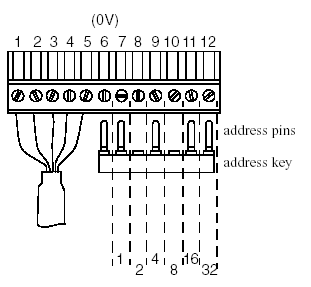 (0V)
1 2 3 4 5 6 7 8 9 10 11 12
address pins
address key
1 2 4 8 16 32